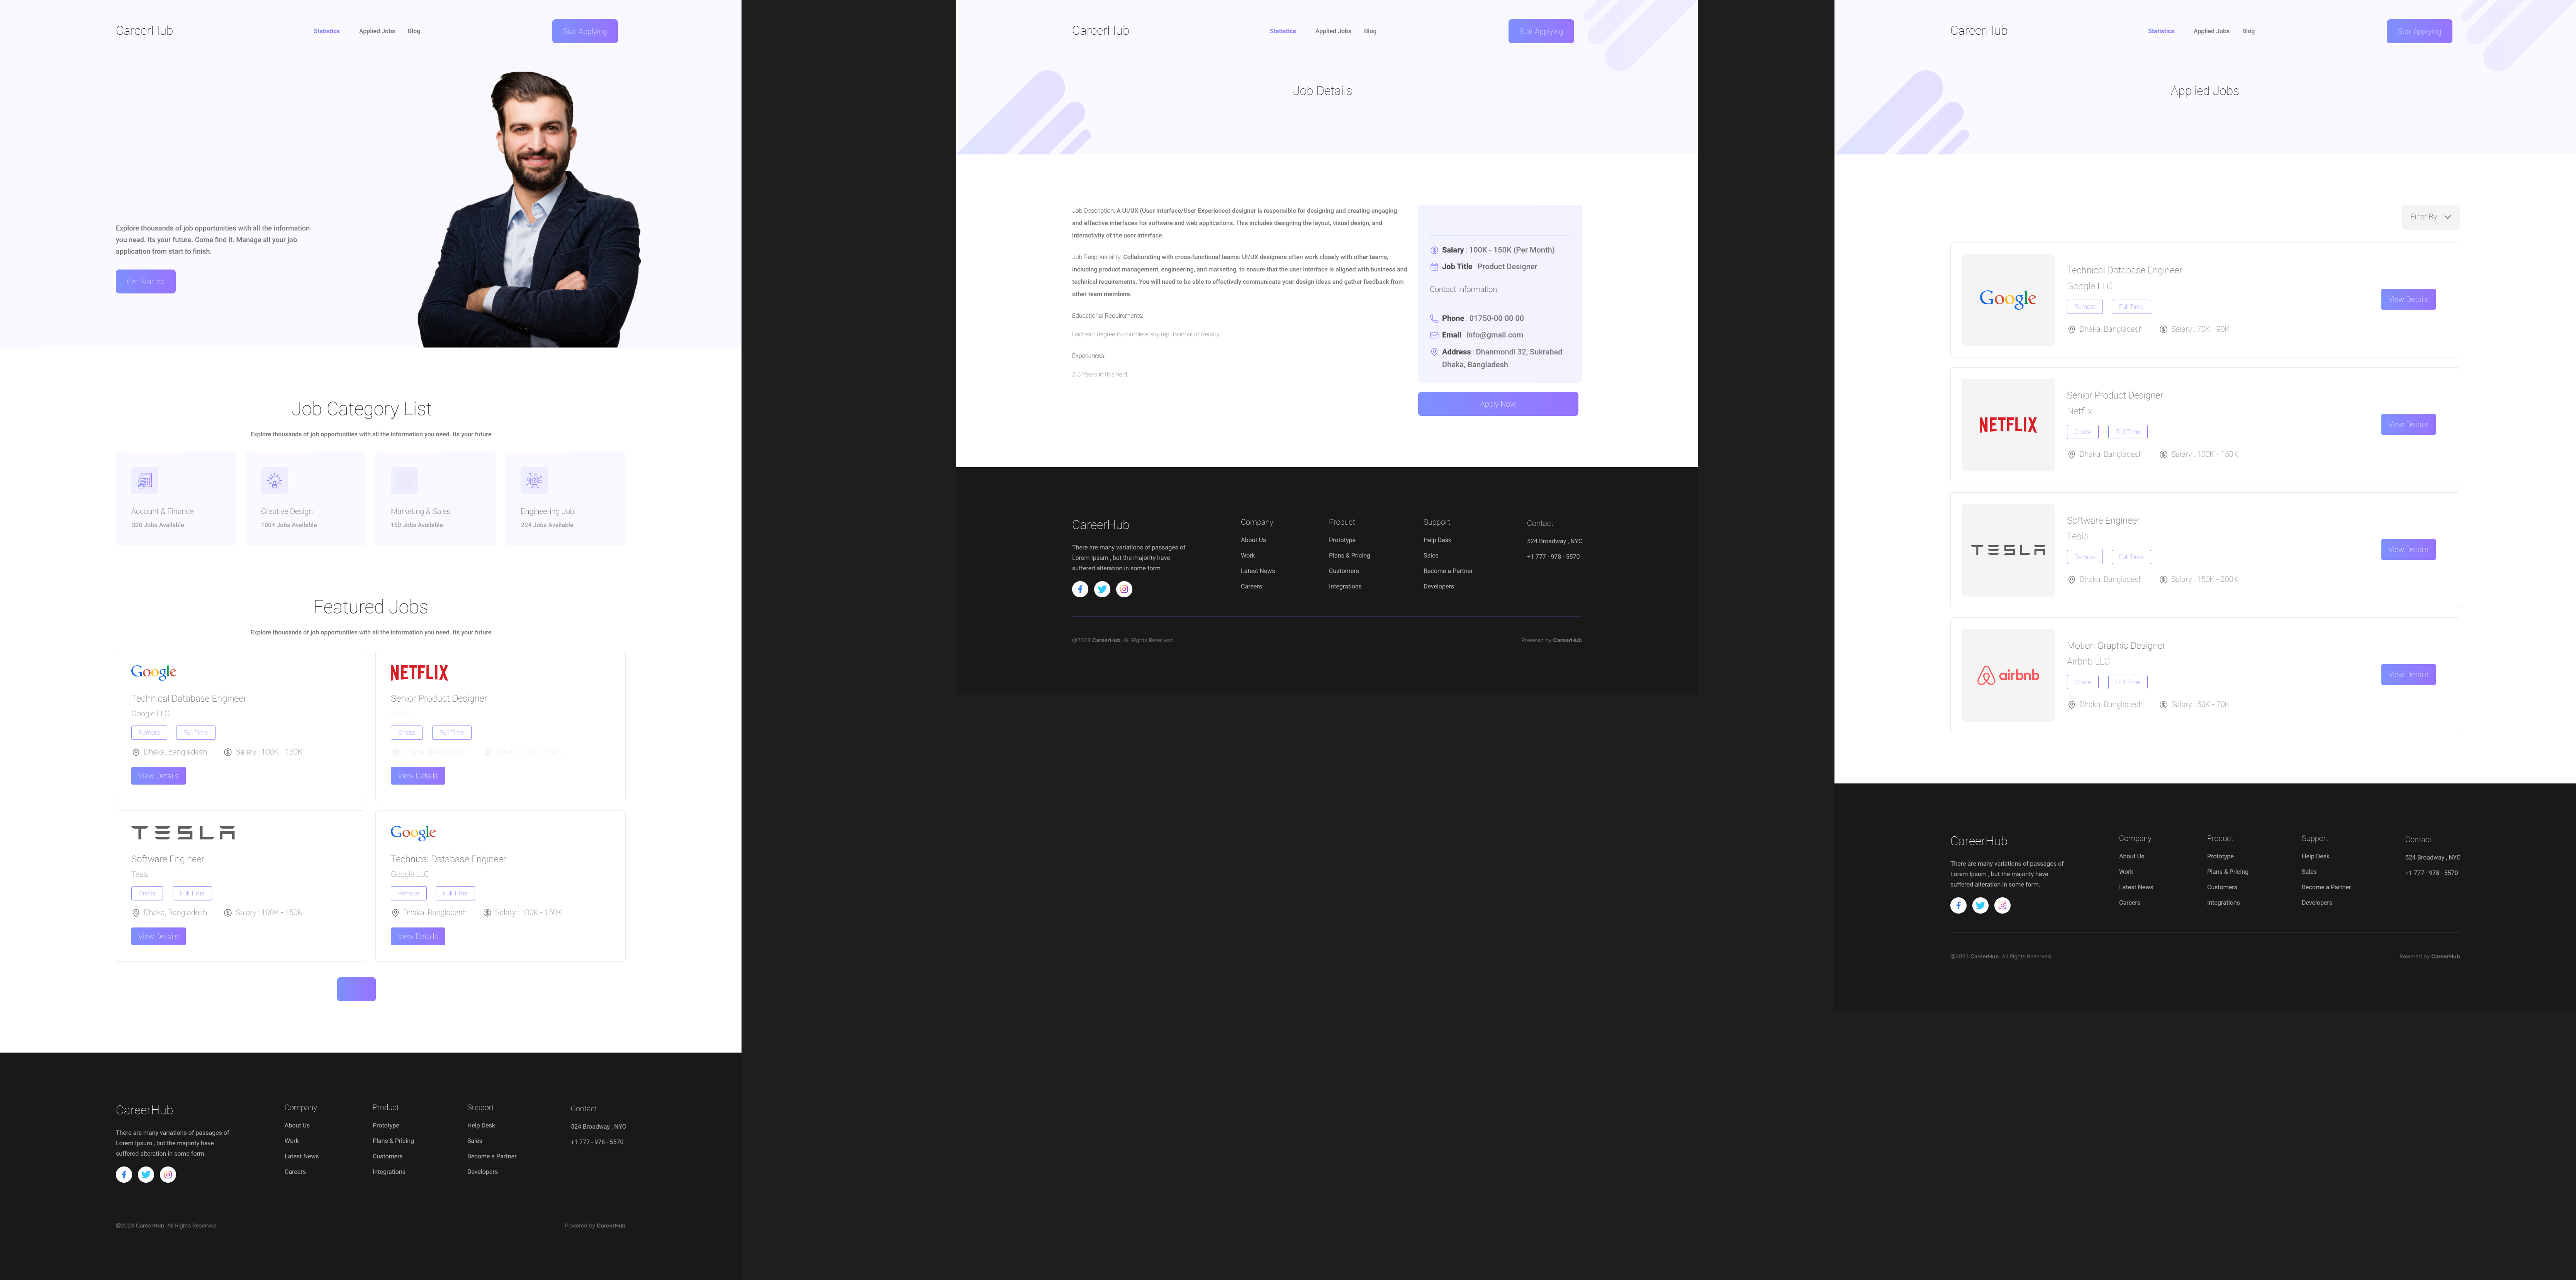 CareerHub
Statistics Applied Jobs Blog
Star Applying
Explore thousands of job opportunities with all the information
you need. Its your future. Come find it. Manage all your job
application from start to finish.
Get Started
Job Category List
Explore thousands of job opportunities with all the information you need. Its your future
Account & Finance
300 Jobs Available
Creative Design
100+ Jobs Available
Marketing & Sales
150 Jobs Available
Engineering Job
224 Jobs Available
Featured Jobs
Explore thousands of job opportunities with all the information you need. Its your future
Google
Technical Database Engineer
Google LLC
Remote Full Time
Dhaka, Bangladesh Salary : 100K - 150K
View Details
NETFLIX
Senior Product Designer
Onsite Full Time
View Details
TESLA
Software Engineer
Tesla
Onsite Full Time
Dhaka, Bangladesh Salary : 100K - 150K
View Details
Google
Technical Database Engineer
Google LLC
Remote Full Time
Dhaka, Bangladesh Salary : 100K - 150K
View Details
CareerHub
There are many variations of passages of
Lorem Ipsum , but the majority have
suffered alteration in some form.
Company
About Us
Work
Latest News
Careers
Product
Prototype
Plans & Pricing
Customers
Integrations
Support
Help Desk
Sales
Become a Partner
Developers
Contact
524 Broadway , NYC
+1 777 - 978 - 5570
©2023 CareerHub. All Rights Reserved
Powered by CareerHub
CareerHub
Statistics Applied Jobs Blog
Star Applying
Job Details
Job Description: A UI/UX (User Interface/User Experience) designer is responsible for designing and creating engaging
and effective interfaces for software and web applications. This includes designing the layout, visual design, and
interactivity of the user interface.
Job Responsibility: Collaborating with cross-functional teams: UI/UX designers often work closely with other teams,
including product management, engineering, and marketing, to ensure that the user interface is aligned with business and
technical requirements. You will need to be able to effectively communicate your design ideas and gather feedback from
other team members.
Educational Requirements:
Bachelor degree to complete any reputational university.
Experiences:
2-3 Years in this field.
Salary : 100K - 150K (Per Month)
Job Title : Product Designer
Contact Information
Phone : 01750-00 00 00
Email : info@gmail.com
Address : Dhanmondi 32, Sukrabad
Dhaka, Bangladesh
Apply Now
CareerHub
There are many variations of passages of
Lorem Ipsum , but the majority have
suffered alteration in some form.
Company
About Us
Work
Latest News
Careers
Product
Prototype
Plans & Pricing
Customers
Integrations
Support
Help Desk
Sales
Become a Partner
Developers
Contact
524 Broadway , NYC
+1 777 - 978 - 5570
©2023 CareerHub. All Rights Reserved
Powered by CareerHub
CareerHub
Statistics Applied Jobs Blog
Star Applying
Applied Jobs
Filter By
Google
Technical Database Engineer
Google LLC
Remote Full Time
Dhaka, Bangladesh Salary : 70K - 90K
View Details
NETFLIX
Senior Product Designer
Netflix
Onsite Full Time
Dhaka, Bangladesh Salary : 100K - 150K
View Details
TESLA
Software Engineer
Tesla
Remote Full Time
Dhaka, Bangladesh Salary : 150K - 200K
View Details
airbnb
Motion Graphic Designer
Airbnb LLC
Onsite Full Time
Dhaka, Bangladesh Salary : 50K - 70K
View Details
CareerHub
There are many variations of passages of
Lorem Ipsum , but the majority have
suffered alteration in some form.
Company
About Us
Work
Latest News
Careers
Product
Prototype
Plans & Pricing
Customers
Integrations
Support
Help Desk
Sales
Become a Partner
Developers
Contact
524 Broadway , NYC
+1 777 - 978 - 5570
©2023 CareerHub. All Rights Reserved
Powered by CareerHub